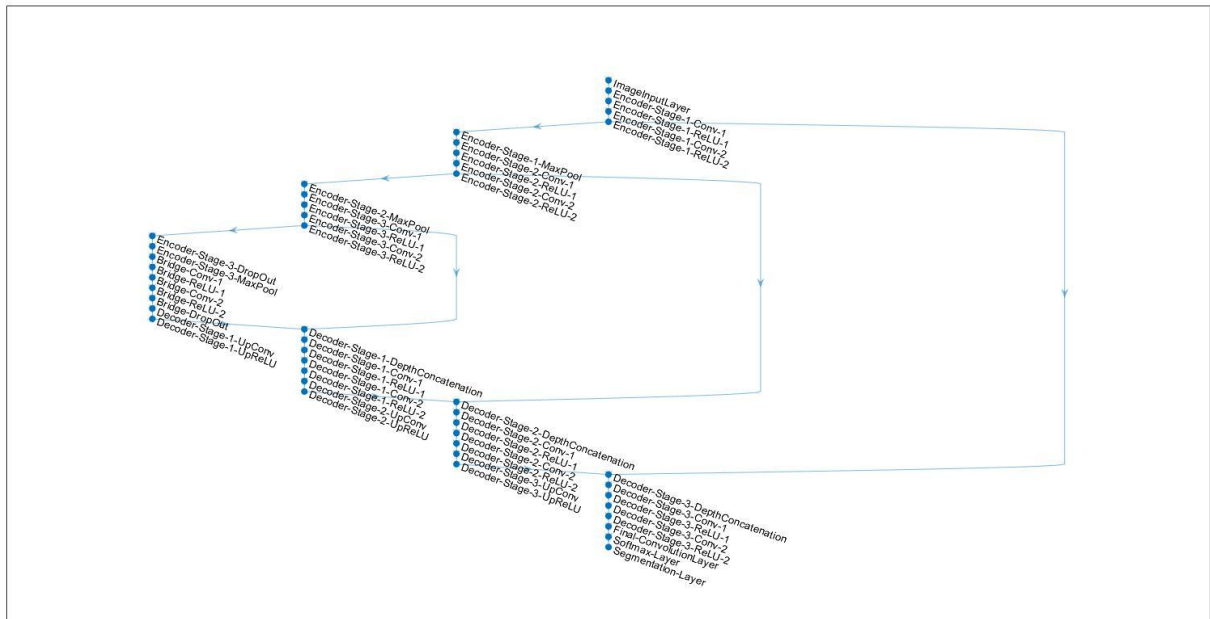 ImageInputLayer
Encoder-Stage-1-Conv-1
Encoder-Stage-1-ReLU-1
Encoder-Stage-1-Conv-2
Encoder-Stage-1-ReLU-2
Encoder-Stage-1-MaxPool
Encoder-Stage-2-Conv-1
Encoder-Stage-2-ReLU-1
Encoder-Stage-2-Conv-2
Encoder-Stage-2-ReLU-2
Encoder-Stage-2-MaxPool
Encoder-Stage-3-Conv-1
Encoder-Stage-3-ReLU-1
Encoder-Stage-3-Conv-2
Encoder-Stage-3-ReLU-2
Encoder-Stage-3-DropOut
Encoder-Stage-3-MaxPool
Bridge-Conv-1
Bridge-ReLU-1
Bridge-Conv-2
Bridge-ReLU-2
Bridge-DropOut
Decoder-Stage-1-UpConv
Decoder-Stage-1-UpReLU
Decoder-Stage-1-DepthConcatenation
Decoder-Stage-1-Conv-1
Decoder-Stage-1-ReLU-1
Decoder-Stage-1-Conv-2
Decoder-Stage-1-ReLU-2
Decoder-Stage-2-UpConv
Decoder-Stage-2-UpReLU
Decoder-Stage-2-DepthConcatenation
Decoder-Stage-2-Conv-1
Decoder-Stage-2-ReLU-1
Decoder-Stage-2-Conv-2
Decoder-Stage-2-ReLU-2
Decoder-Stage-3-UpConv
Decoder-Stage-3-UpReLU
Decoder-Stage-3-DepthConcatenation
Decoder-Stage-3-Conv-1
Decoder-Stage-3-ReLU-1
Decoder-Stage-3-Conv-2
Decoder-Stage-3-ReLU-2
Final-ConvolutionLayer
Softmax-Layer
Segmentation-Layer